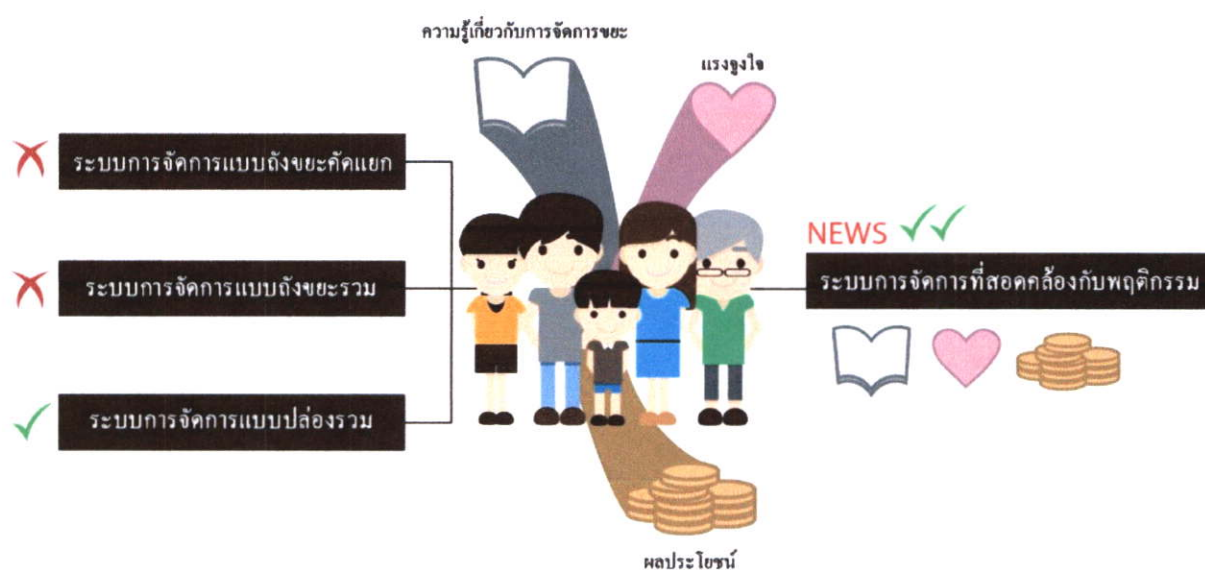 ความรู้เกี่ยวกับการจัดการขยะ
แรงจูงใจ
ระบบการจัดการแบบถังขยะคัดแยก
NEWS
ระบบการจัดการแบบถังขยะรวม
ระบบการจัดการที่สอดคล้องกับพฤติกรรม
ระบบการจัดการแบบปล่องรวม
ผลประโยชน์